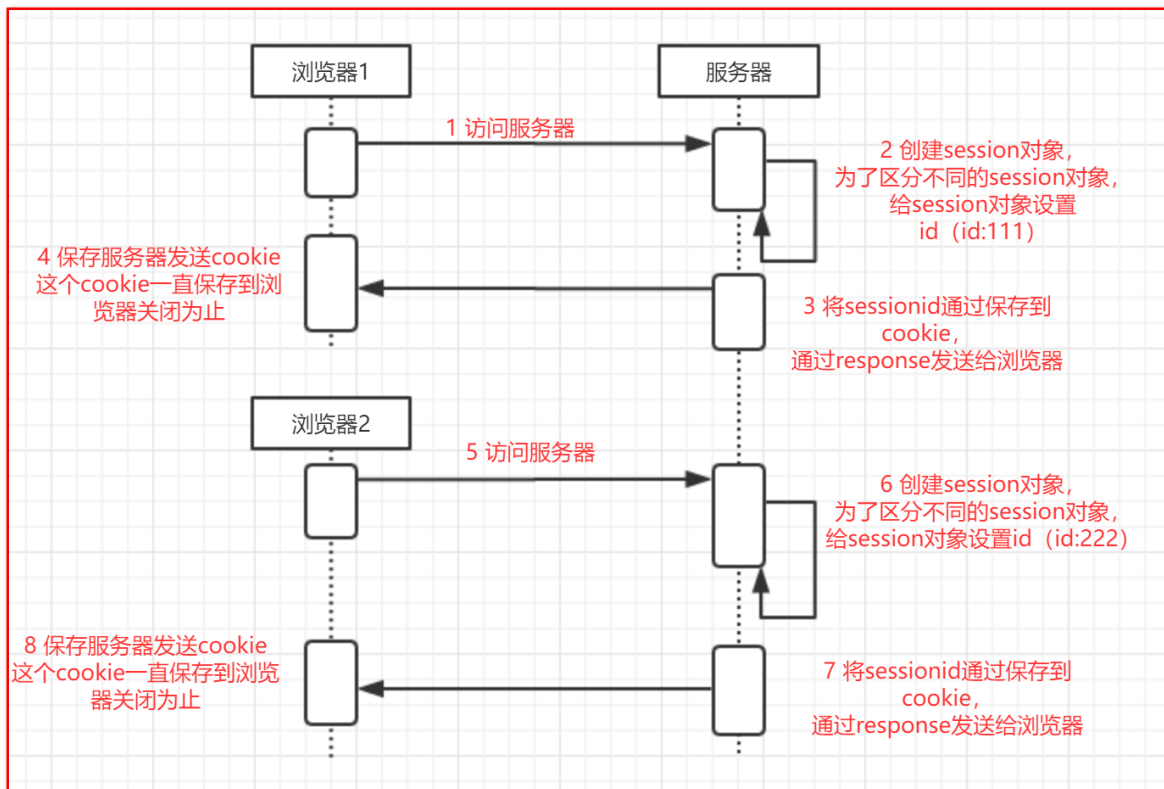 浏览器1
服务器
1 访问服务器
2 创建session对象，
为了区分不同的session对象，
给session对象设置
id（id:111）
3 将sessionid通过保存到
cookie，
通过response发送给浏览器
4 保存服务器发送cookie
这个cookie一直保存到浏
览器关闭为止
浏览器2
5 访问服务器
6 创建session对象，
为了区分不同的session对象，
给session对象设置id（id:222）
7 将sessionid通过保存到
cookie，
通过response发送给浏览器
8 保存服务器发送cookie
这个cookie一直保存到浏览
器关闭为止